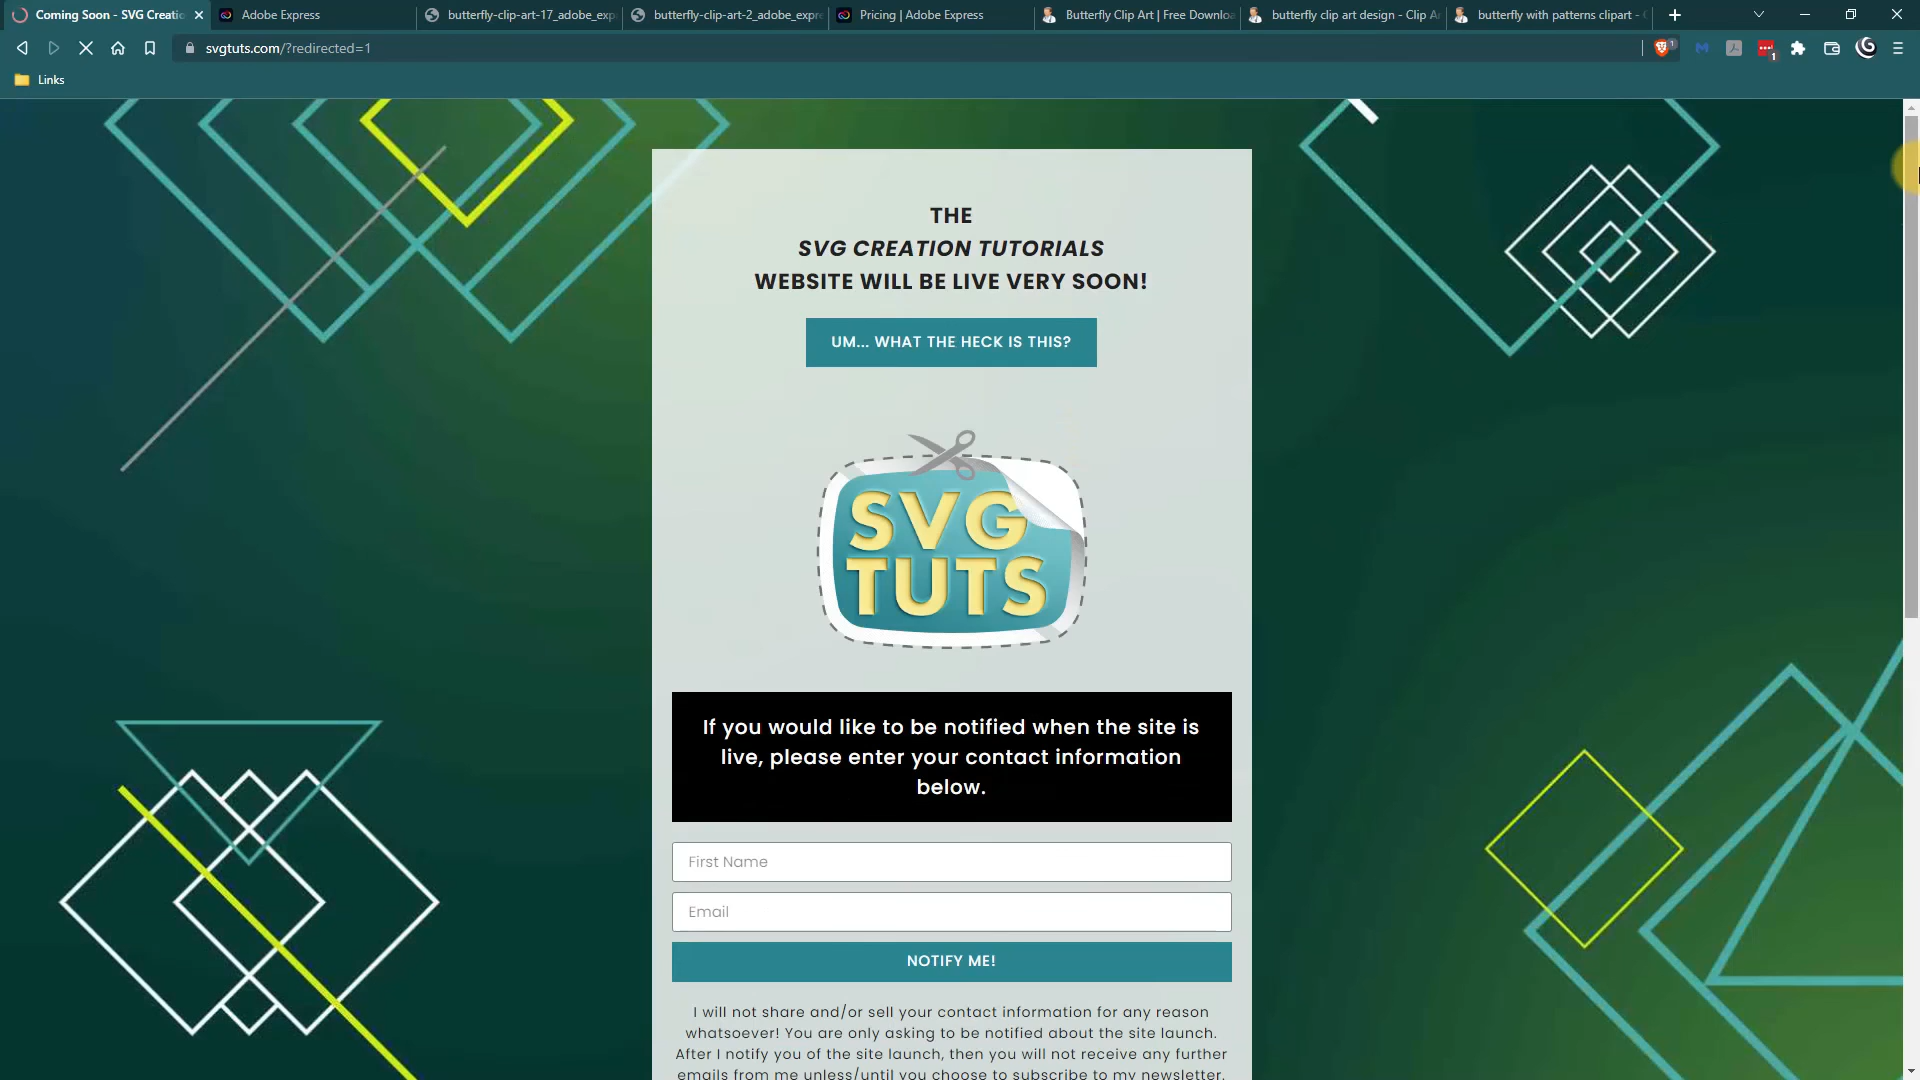 Coming Soon - SVG Creatio
Adobe Express
butterfly-clip-art-17_adobe_exp
butterfly-clip-art-2_adobe_expre
Pricing | Adobe Express
Butterfly Clip Art | Free Downloa
butterfly clip art design - Clip Ar
butterfly with patterns clipart - C
svgtuts.com/?redirected=1
1
1
Links
THE
SVG CREATION TUTORIALS
WEBSITE WILL BE LIVE VERY SOON!
UM... WHAT THE HECK IS THIS?
SVG
TUTS
If you would like to be notified when the site is
live, please enter your contact information
below.
First Name
Email
NOTIFY ME!
I will not share and/or sell your contact information for any reason
whatsoever! You are only asking to be notified about the site launch.
After I notify you of the site launch, then you will not receive any further
emails from me unless/until you choose to subscribe to my newsletter.